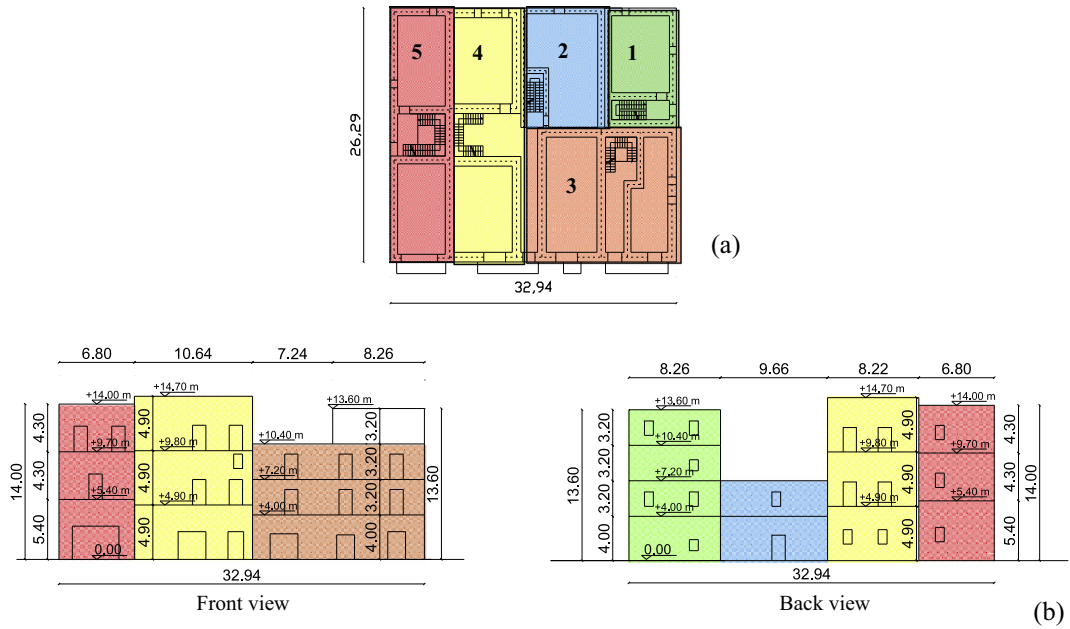 5 4 2 1
26,29
3
(a)
32,94
6.80 10.64 7.24 8.26
+14.00 m +14.70 m +13.60 m
4.30 4.90 3.20
+9.70 m +9.80 m +10.40 m
14.00 4.30 4.90 +7.20 m 3.20 13.60
+5.40 m +4.90 m +4.00 m 3.20
5.40 4.90 4.00
0.00
32.94
Front view
8.26 9.66 8.22 6.80
+13.60 m +14.70 m +14.00 m
3.20 4.90 4.30
+10.40 m +9.80 m +9.70 m
13.60 3.20 +7.20 m 4.90 4.30 14.00
3.20 +4.00 m +4.90 m +5.40 m
4.00 4.90 5.40
0.00
32.94
Back view
(b)